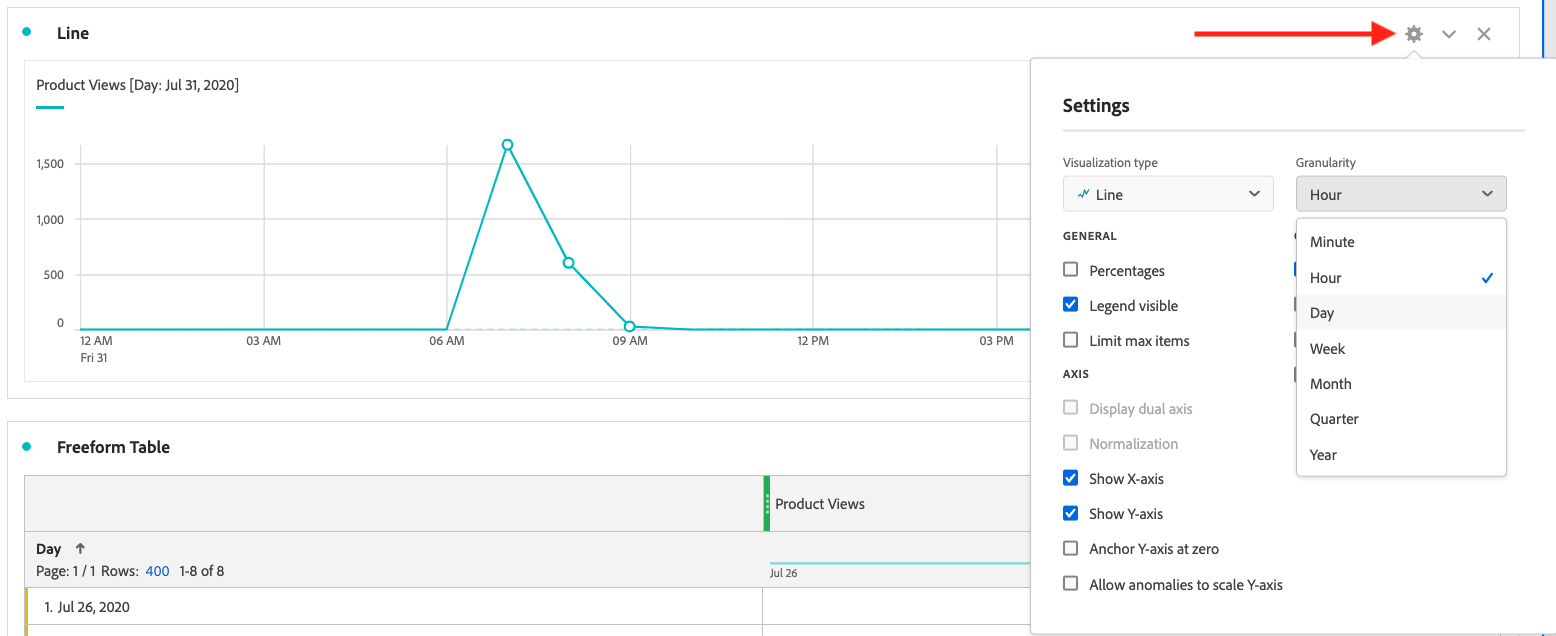 Line
Product Views [Day: Jul 31, 2020]
1,500
1,000
500
0
12 AM
03 AM
06 AM
09 AM
12 PM
03 PM
Fri 31
Settings
Visualization type
Granularity
Line
Hour
GENERAL
Percentages
Legend visible
Limit max items
AXIS
Display dual axis
Normalization
Show X-axis
Show Y-axis
Anchor Y-axis at zero
Allow anomalies to scale Y-axis
Minute
Hour
Day
Week
Month
Quarter
Year
Freeform Table
Product Views
Day
Page: 1 / 1 Rows: 400 1-8 of 8
Jul 26
1. Jul 26, 2020